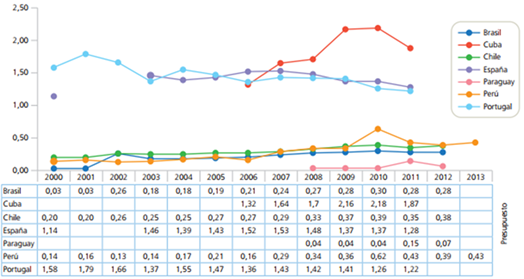 2,50
2,00
1,50
1,00
0,50
0,00
Brasil
Cuba
Chile
España
Paraguay
Perú
Portugal
2000 2001 2002 2003 2004 2005 2006 2007 2008 2009 2010 2011 2012 2013
Brasil 0,03 0,03 0,26 0,18 0,18 0,19 0,21 0,24 0,27 0,28 0,30 0,28 0,28
Cuba 1,32 1,64 1,7 2,16 2,18 1,87
Chile 0,20 0,20 0,26 0,25 0,25 0,27 0,27 0,29 0,33 0,37 0,39 0,35 0,38
España 1,14 1,46 1,39 1,43 1,52 1,53 1,48 1,37 1,37 1,28
Paraguay 0,04 0,04 0,04 0,15 0,07
Perú 0,14 0,16 0,13 0,14 0,17 0,21 0,16 0,29 0,34 0,36 0,62 0,43 0,39 0,43
Portugal 1,58 1,79 1,66 1,37 1,55 1,47 1,36 1,43 1,42 1,41 1,26 1,22
Presupuesto